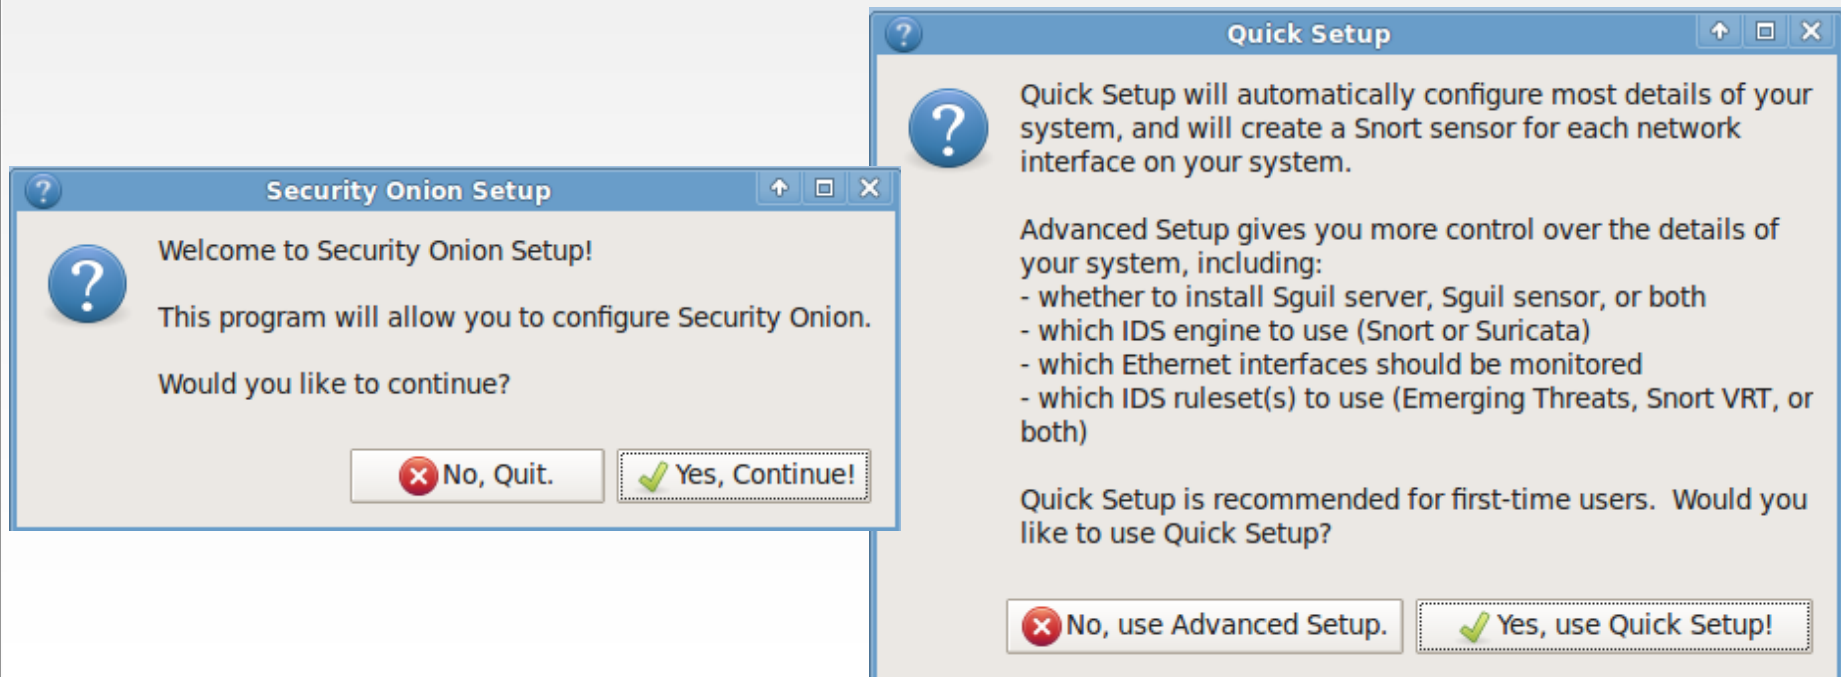 Security Onion Setup
Welcome to Security Onion Setup!
This program will allow you to configure Security Onion.
Would you like to continue?
No, Quit.
Yes, Continue!
Quick Setup
Quick Setup will automatically configure most details of your
system, and will create a Snort sensor for each network
interface on your system.
Advanced Setup gives you more control over the details of
your system, including:
- whether to install Sguil server, Sguil sensor, or both
- which IDS engine to use (Snort or Suricata)
- which Ethernet interfaces should be monitored
- which IDS ruleset(s) to use (Emerging Threats, Snort VRT, or
both)
Quick Setup is recommended for first-time users.  Would you
like to use Quick Setup?
No, use Advanced Setup.
Yes, use Quick Setup!